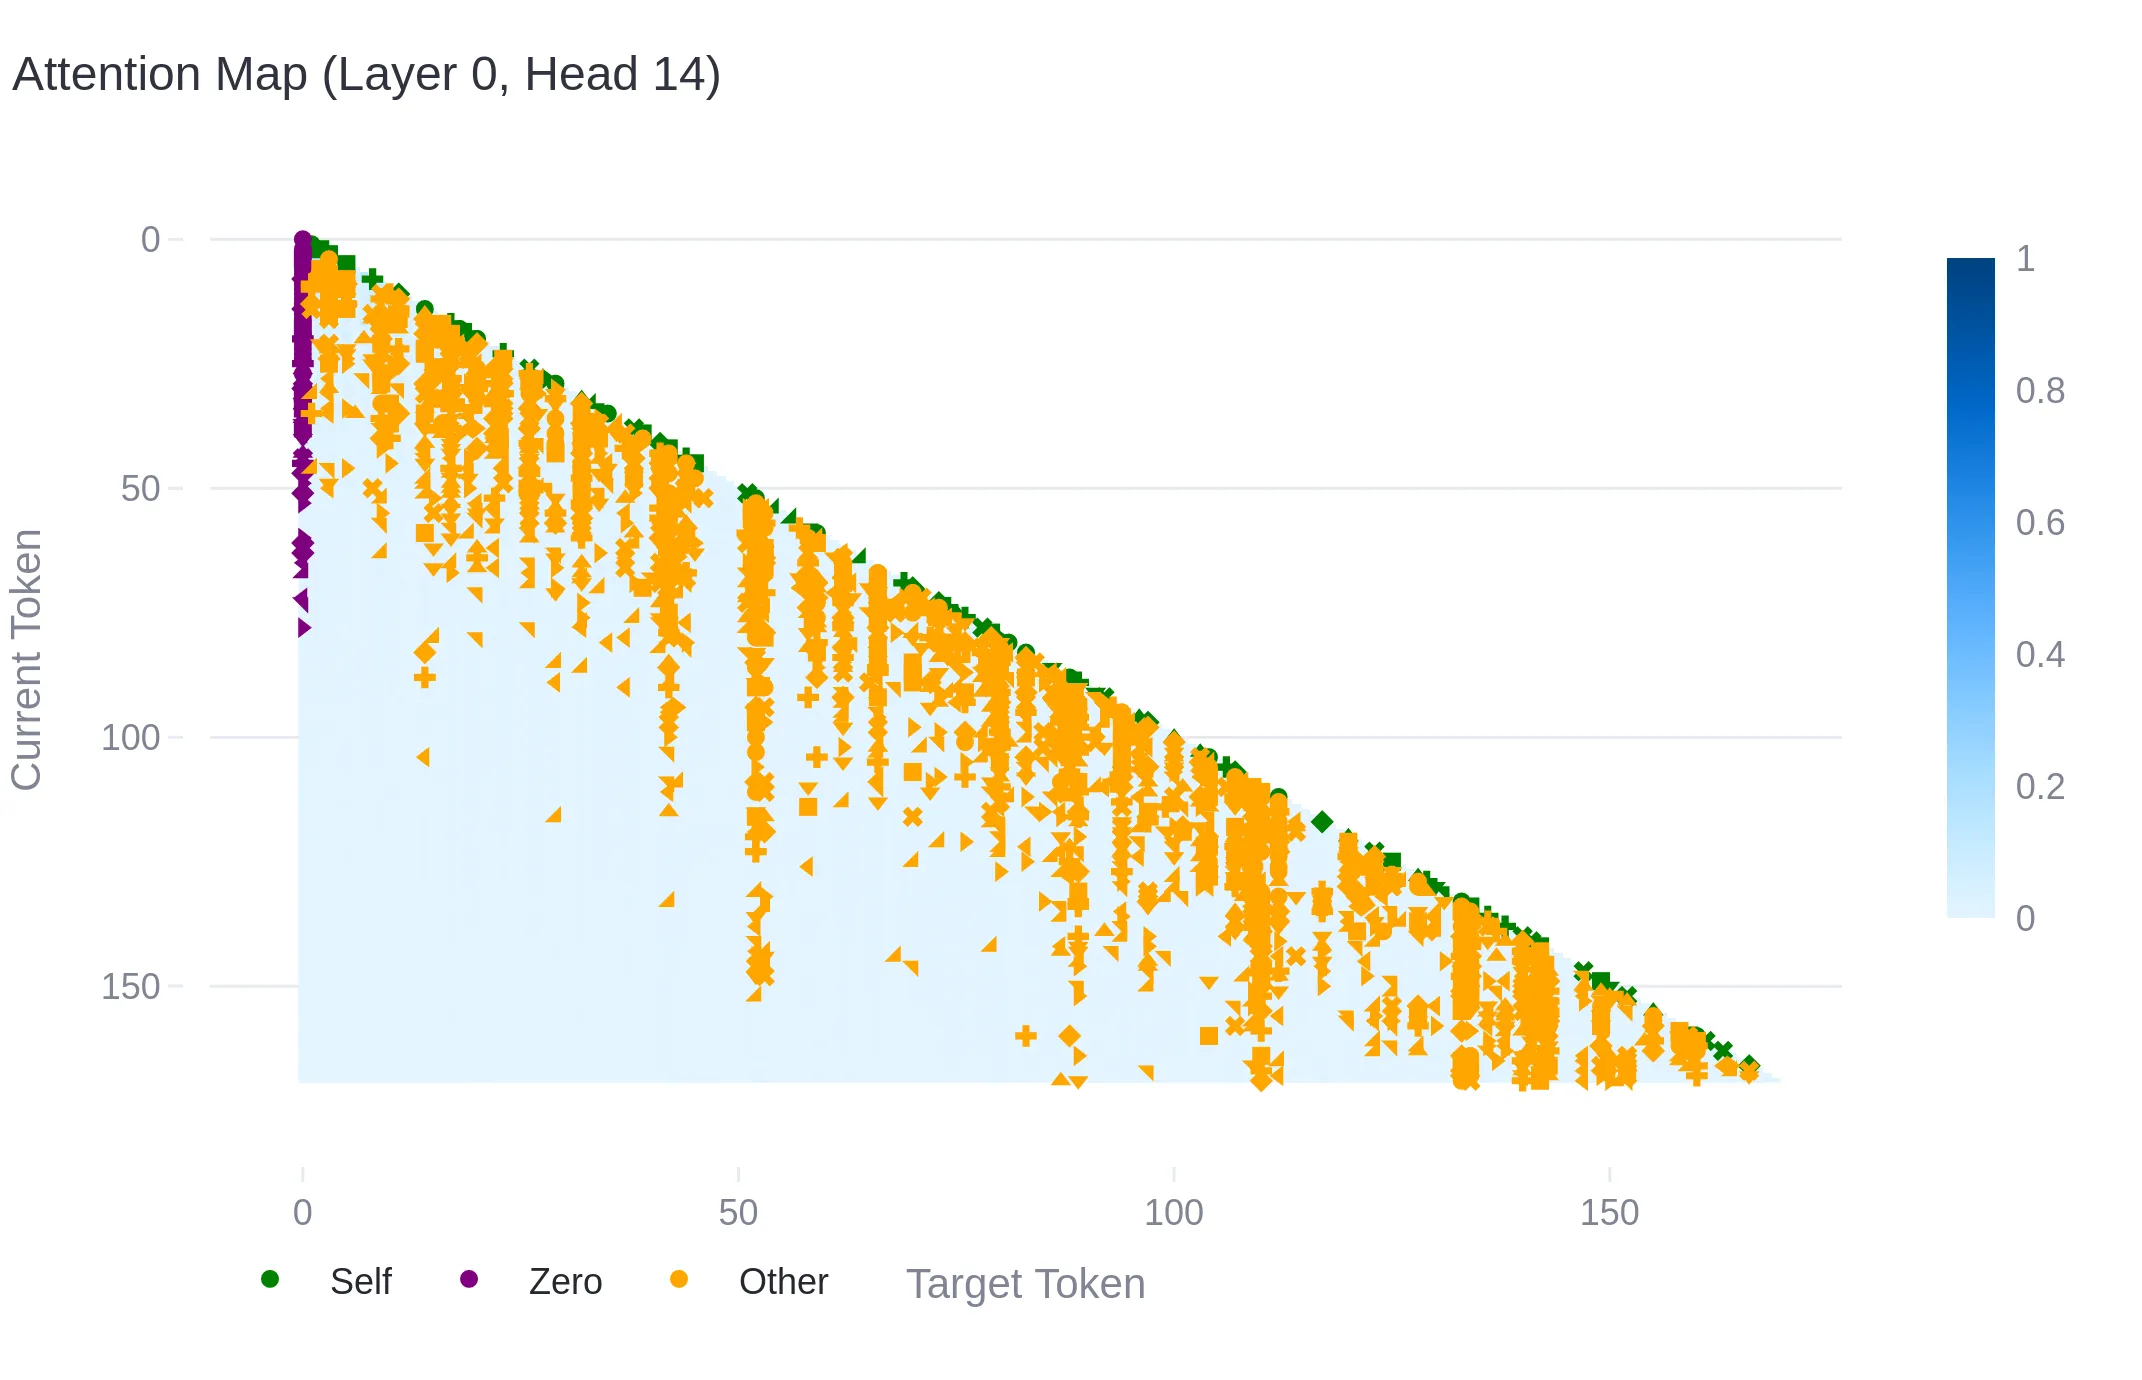 Attention Map (Layer 0, Head 14)
0
50
100
150
Current Token
0
50
100
150
Target Token
Self
Zero
Other
1
0.8
0.6
0.4
0.2
0